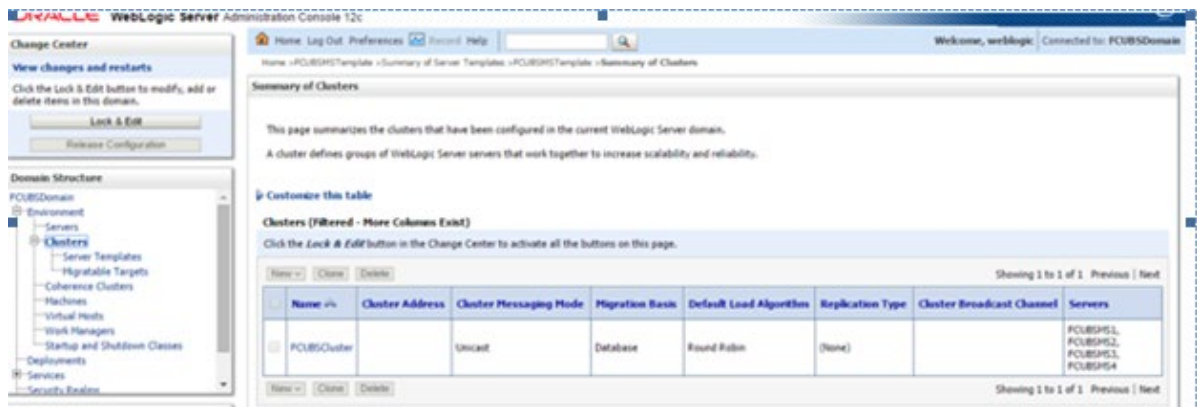 ORACLE WebLogic Server Administration Console 12c
Change Center
View changes and restarts
Click the Lock & Edit button to modify, add or
delete items in this domain.
Lock & Edit
Release Configuration
Domain Structure
FCUBSDomain
Environment
Servers
Clusters
Server Templates
Migratable Targets
Coherence Clusters
Machines
Virtual Hosts
Work Managers
Startup and Shutdown Classes
Deployments
Services
Security Realms
Home Log Out Preferences Record Help
Welcome, weblogic Connected to: FCUBSDomain
Home >FCUBSMSTemplate >Summary of Server Templates >FCUBSMSTemplate >Summary of Clusters
Summary of Clusters
This page summarizes the clusters that have been configured in the current WebLogic Server domain.
A cluster defines groups of WebLogic Server servers that work together to increase scalability and reliability.
Customize this table
Clusters (Filtered - More Columns Exist)
Click the Lock & Edit button in the Change Center to activate all the buttons on this page.
New Clone Delete Showing 1 to 1 of 1 Previous | Next
Name Cluster Address Cluster Messaging Mode Migration Basis Default Load Algorithm Replication Type Cluster Broadcast Channel Servers
FCUBSCluster Unicast Database Round Robin (None) FCUBSMS1,
FCUBSMS2,
FCUBSMS3,
FCUBSMS4
New Clone Delete Showing 1 to 1 of 1 Previous | Next